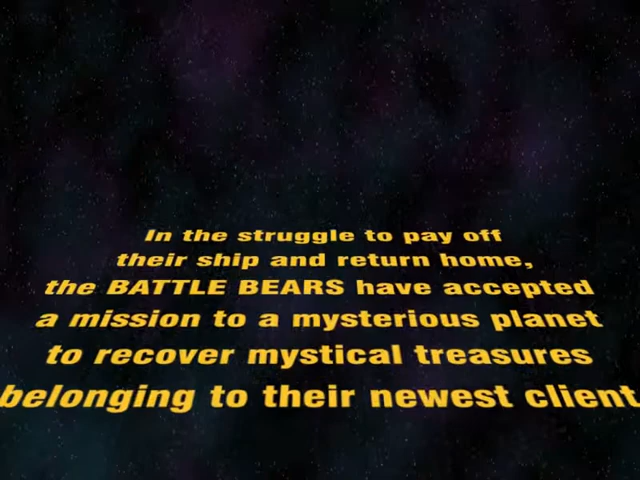 In the struggle to pay off
their ship and return home,
the BATTLE BEARS have accepted
a mission to a mysterious planet
to recover mystical treasures
belonging to their newest client